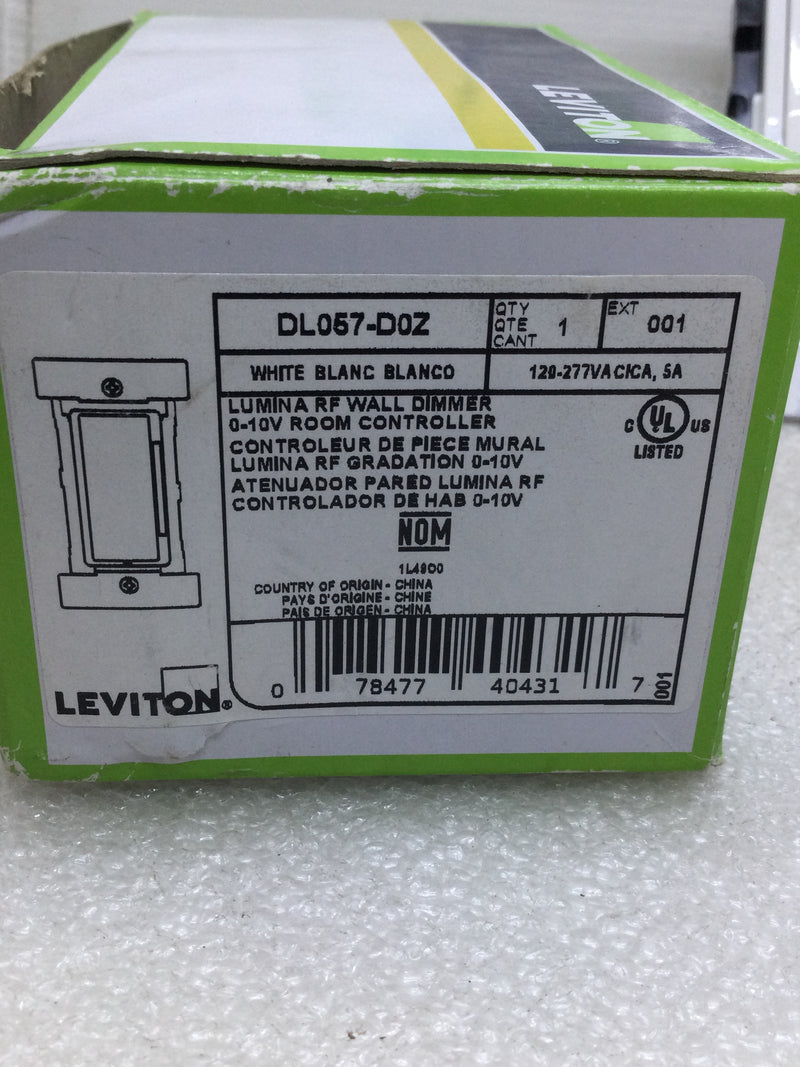 LEVITON®
DL057-D0Z
QTY
QTE
CANT
1
EXT
001
WHITE BLANC BLANCO
120-277VAC/CA, 5A
LUMINA RF WALL DIMMER
0-10V ROOM CONTROLLER
CONTROLEUR DE PIECE MURAL
LUMINA RF GRADATION 0-10V
ATENUADOR PARED LUMINA RF
CONTROLADOR DE HAB 0-10V
C UL US
LISTED
NOM
1L4900
COUNTRY OF ORIGIN - CHINA
PAYS D'ORIGINE - CHINE
PAIS DE ORIGEN - CHINA
0 78477 40431 7
001
LEVITON®